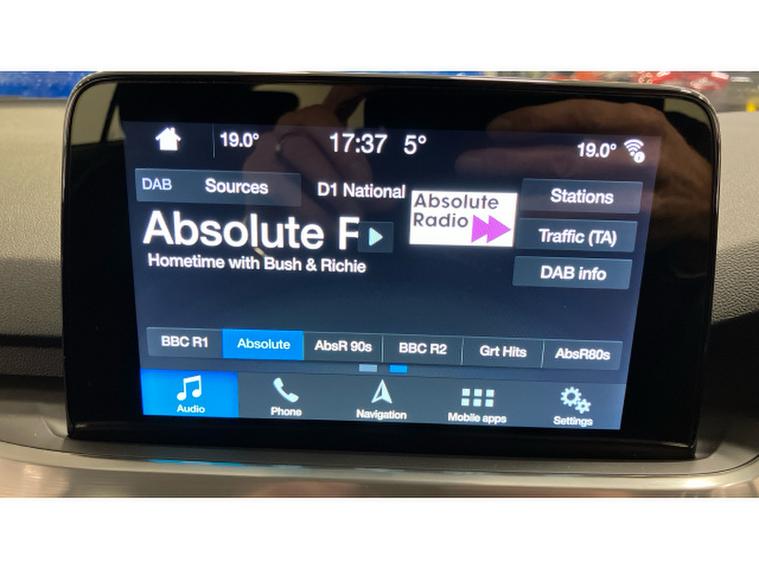 19.0° 17:37 5° 19.0°
DAB Sources D1 National Absolute Radio Stations
Absolute R Traffic (TA)
Hometime with Bush & Richie DAB info
BBC R1 Absolute AbsR 90s BBC R2 Grt Hits AbsR80s
Audio Phone Navigation Mobile apps Settings